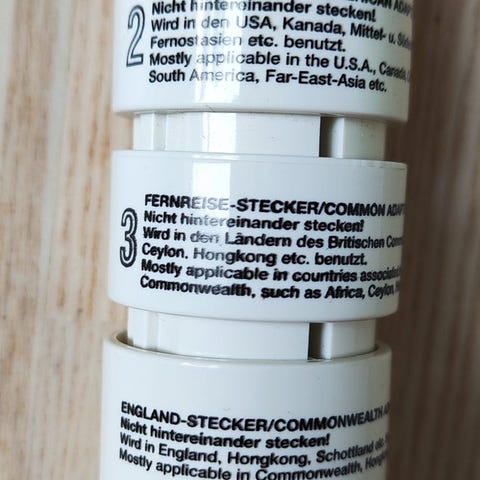 2
Nicht hintereinander stecken!
Wird in den USA, Kanada, Mittel- u.
Fernostasien etc. benutzt.
Mostly applicable in the U.S.A., Canada,
South America, Far-East-Asia etc.
3
FERNREISE-STECKER/COMMON
Nicht hintereinander stecken!
Wird in den Ländern des Britischen
Ceylon. Hongkong etc. benutzt.
Mostly applicable in countries associated
Commonwealth, such as Africa, Ceylon,
ENGLAND-STECKER/COMMONWEALTH
Nicht hintereinander stecken!
Wird in England, Hongkong, Schottland etc.
Mostly applicable in Commonwealth,